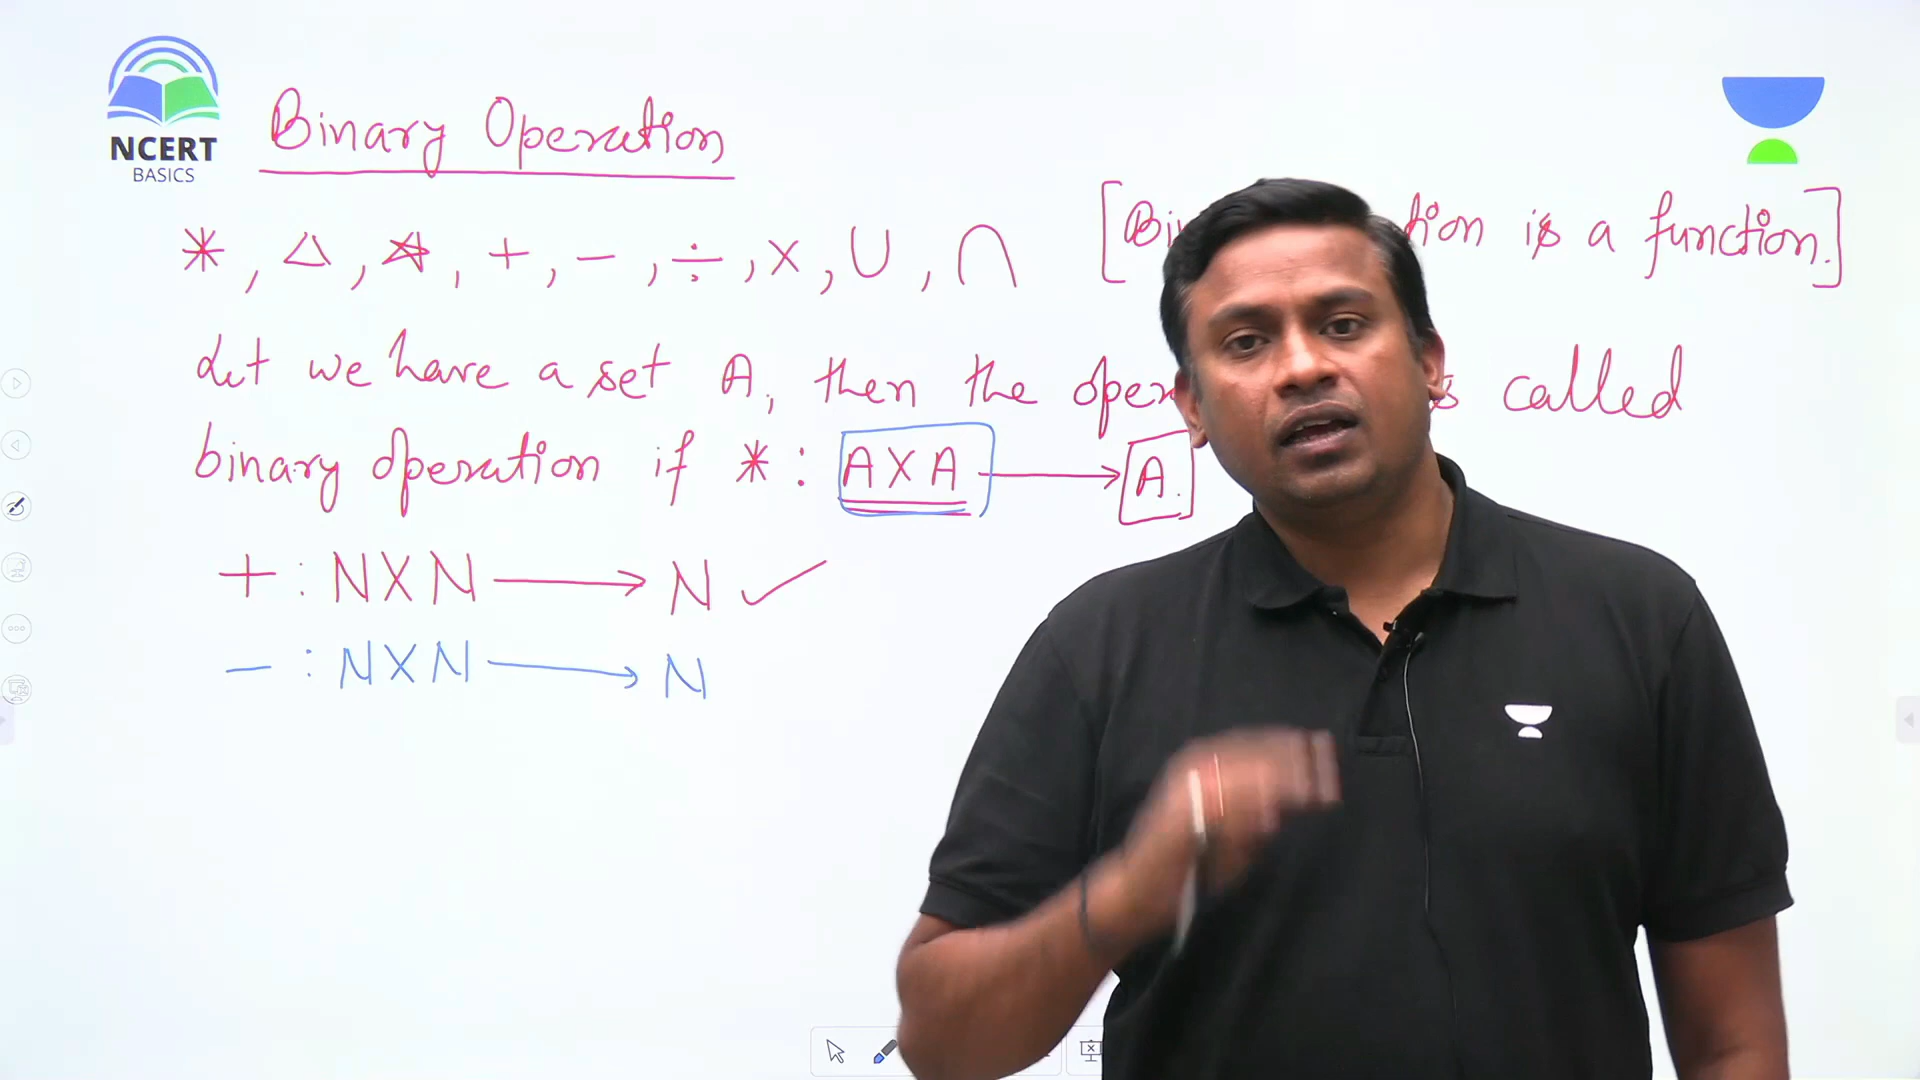 NCERT
BASICS
Binary Operation
*, △, ☆, +, −, ÷, ×, ∪, ∩
[Bi tion is a function.]
Let we have a set A, then the oper s called
binary operation if * : A X A ⟶ A.
+ : N X N ⟶ N ✓
− : N X N ⟶ N